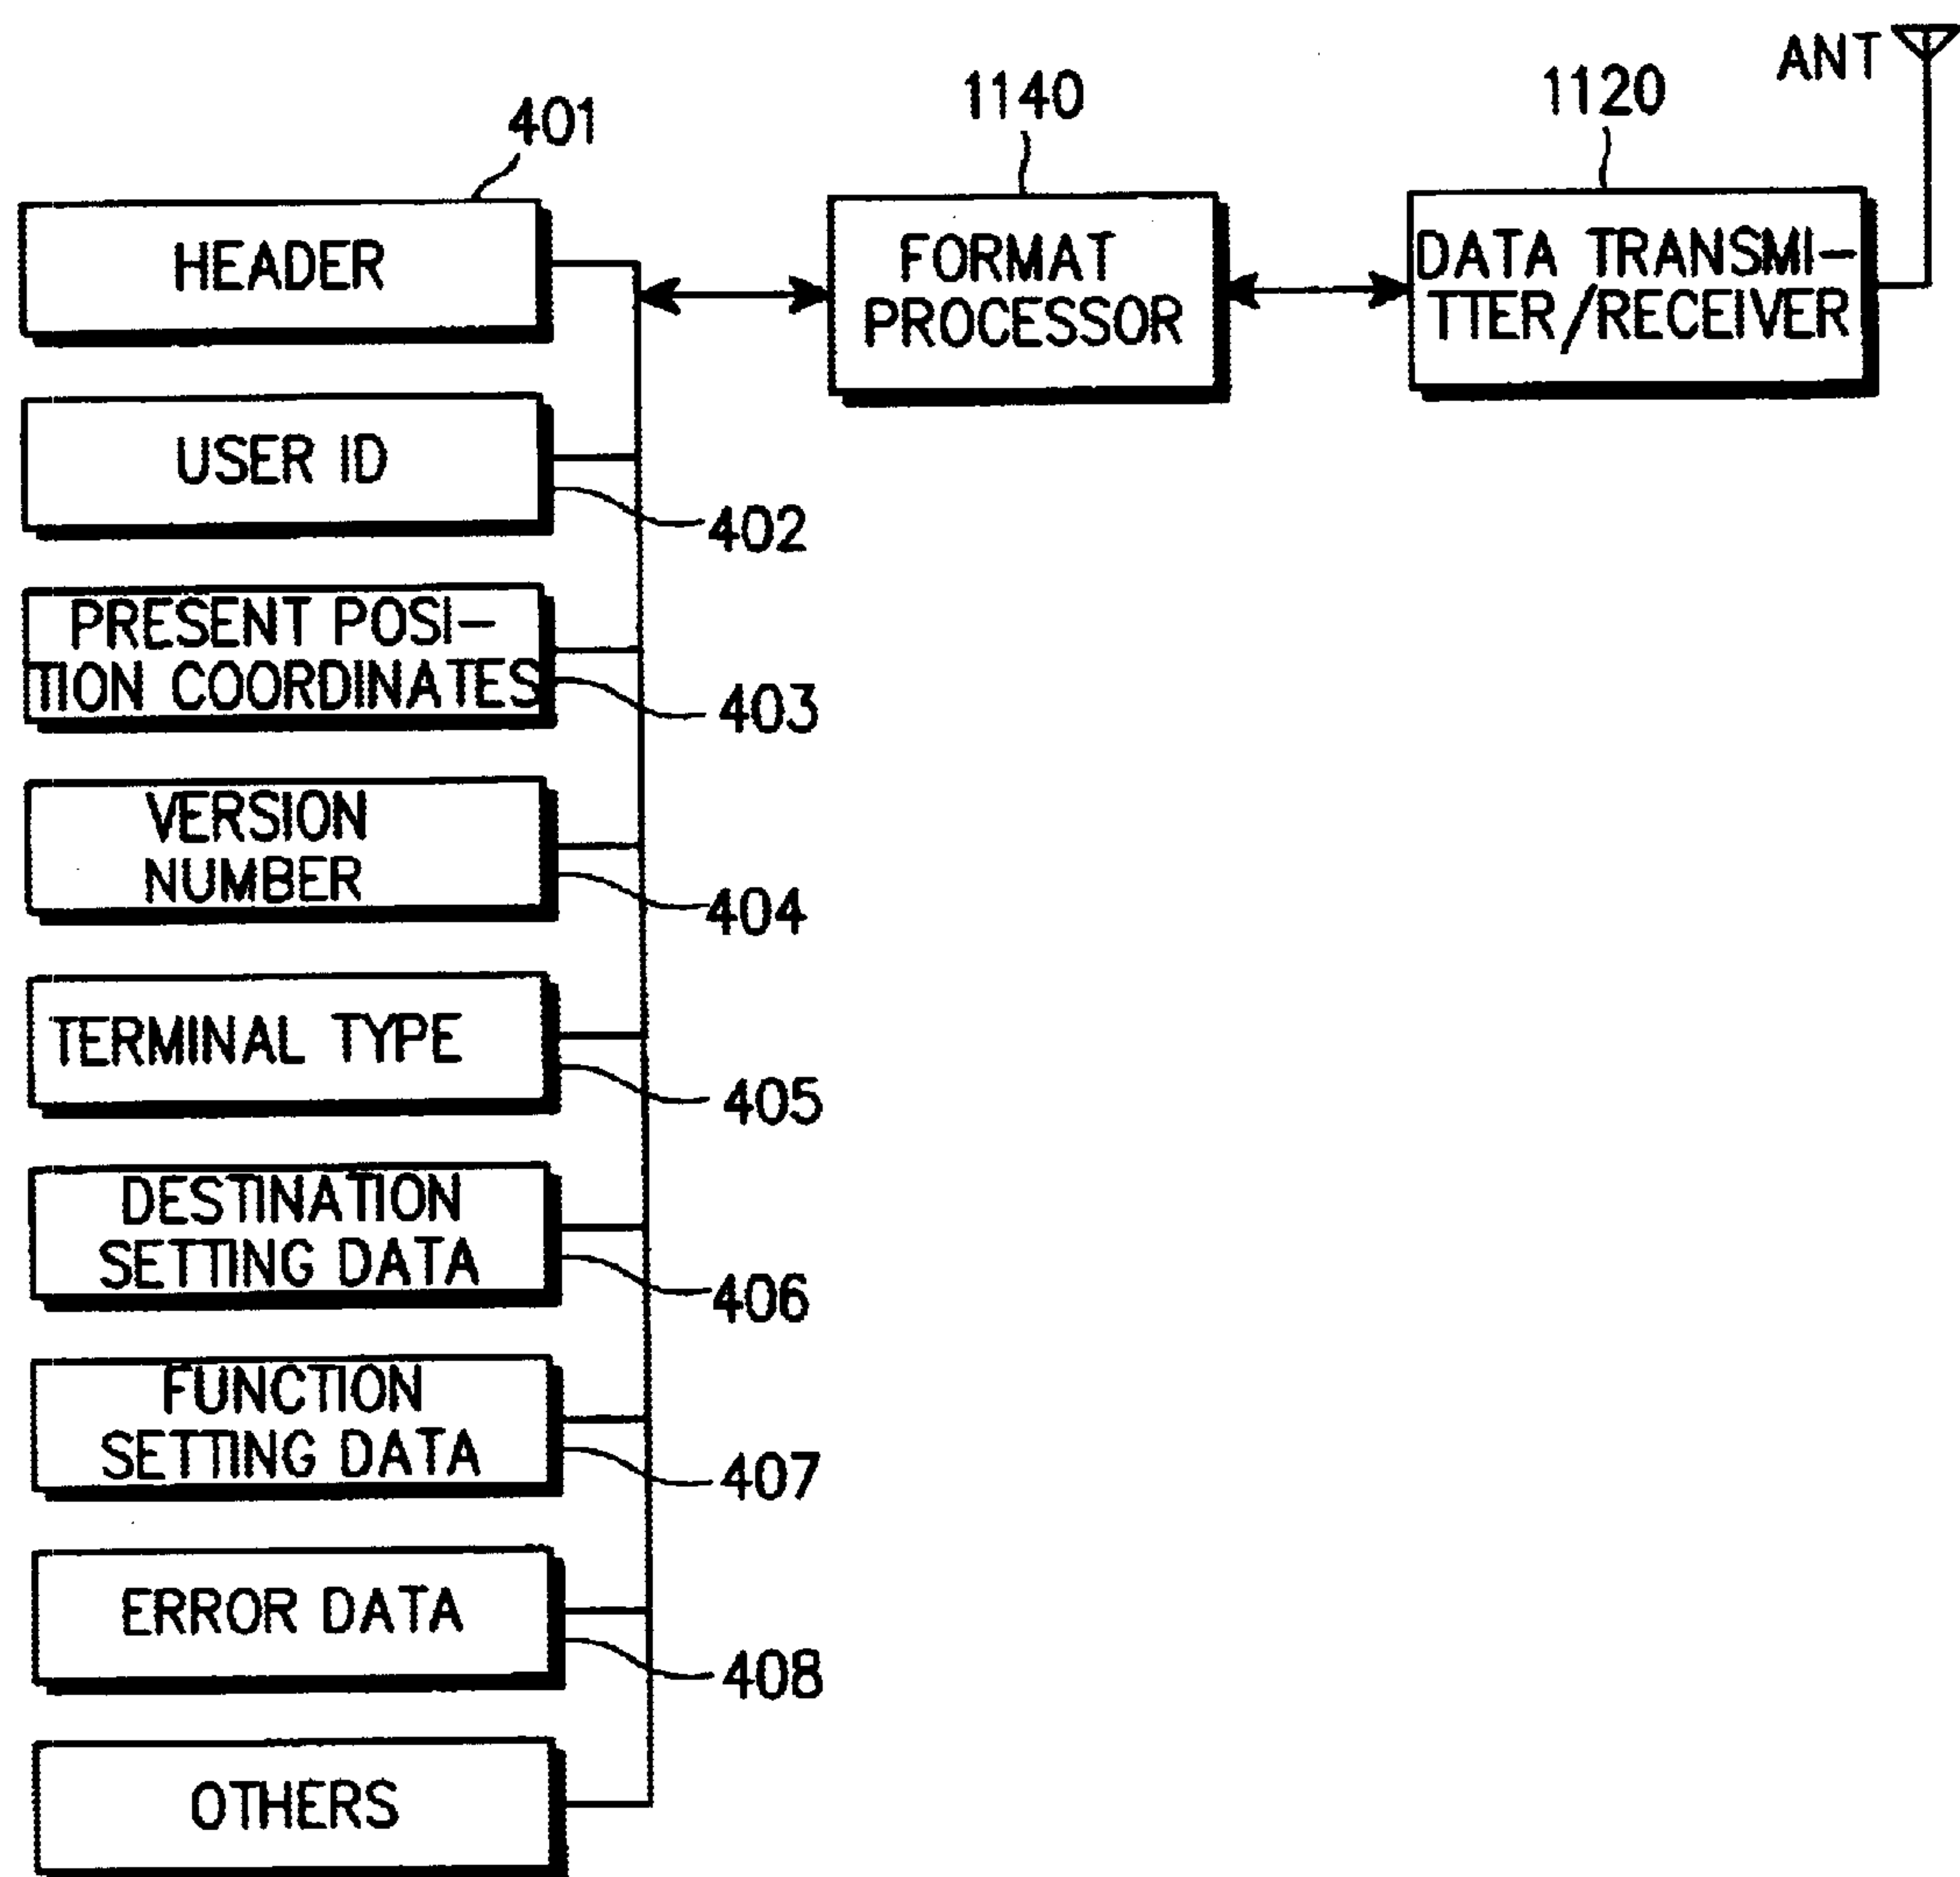 ANT
1140
1120
401
HEADER
FORMAT
PROCESSOR
DATA TRANSMI-
TTER/RECEIVER
USER ID
402
PRESENT POSI-
TION COORDINATES
403
VERSION
NUMBER
404
TERMINAL TYPE
405
DESTINATION
SETTING DATA
406
FUNCTION
SETTING DATA
407
ERROR DATA
408
OTHERS